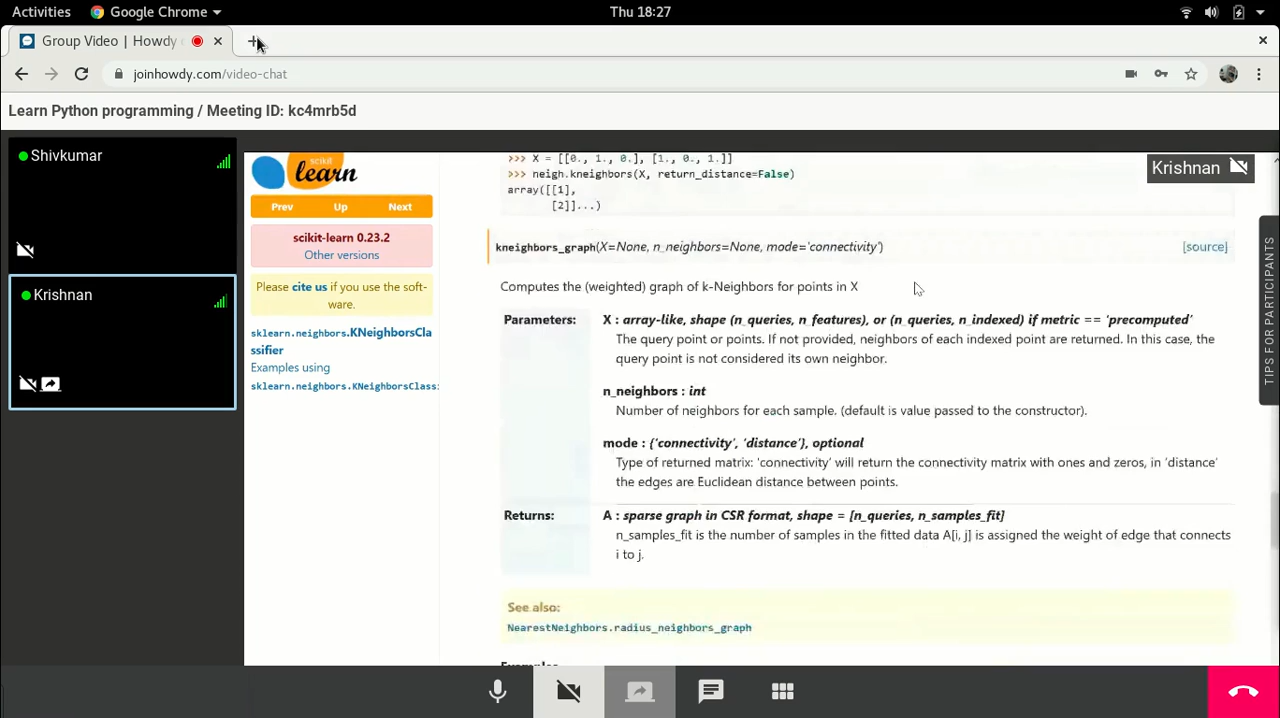 Activities Google Chrome Thu 18:27
Group Video | Howdy
joinhowdy.com/video-chat
Learn Python programming / Meeting ID: kc4mrb5d
Shivkumar
Krishnan
Krishnan
scikit
learn
Prev Up Next
scikit-learn 0.23.2
Other versions
Please cite us if you use the soft-
ware.
sklearn.neighbors.KNeighborsCla
ssifier
Examples using
sklearn.neighbors.KNeighborsClassi
>>> X = [[0., 1., 0.], [1., 0., 1.]]
>>> neigh.kneighbors(X, return_distance=False)
array([[1],
[2]]...)
kneighbors_graph(X=None, n_neighbors=None, mode='connectivity') [source]
Computes the (weighted) graph of k-Neighbors for points in X
Parameters: X : array-like, shape (n_queries, n_features), or (n_queries, n_indexed) if metric == 'precomputed'
The query point or points. If not provided, neighbors of each indexed point are returned. In this case, the
query point is not considered its own neighbor.
n_neighbors : int
Number of neighbors for each sample. (default is value passed to the constructor).
mode : {'connectivity', 'distance'}, optional
Type of returned matrix: 'connectivity' will return the connectivity matrix with ones and zeros, in 'distance'
the edges are Euclidean distance between points.
Returns: A : sparse graph in CSR format, shape = [n_queries, n_samples_fit]
n_samples_fit is the number of samples in the fitted data A[i, j] is assigned the weight of edge that connects
i to j.
See also:
NearestNeighbors.radius_neighbors_graph
Examples
TIPS FOR PARTICIPANTS